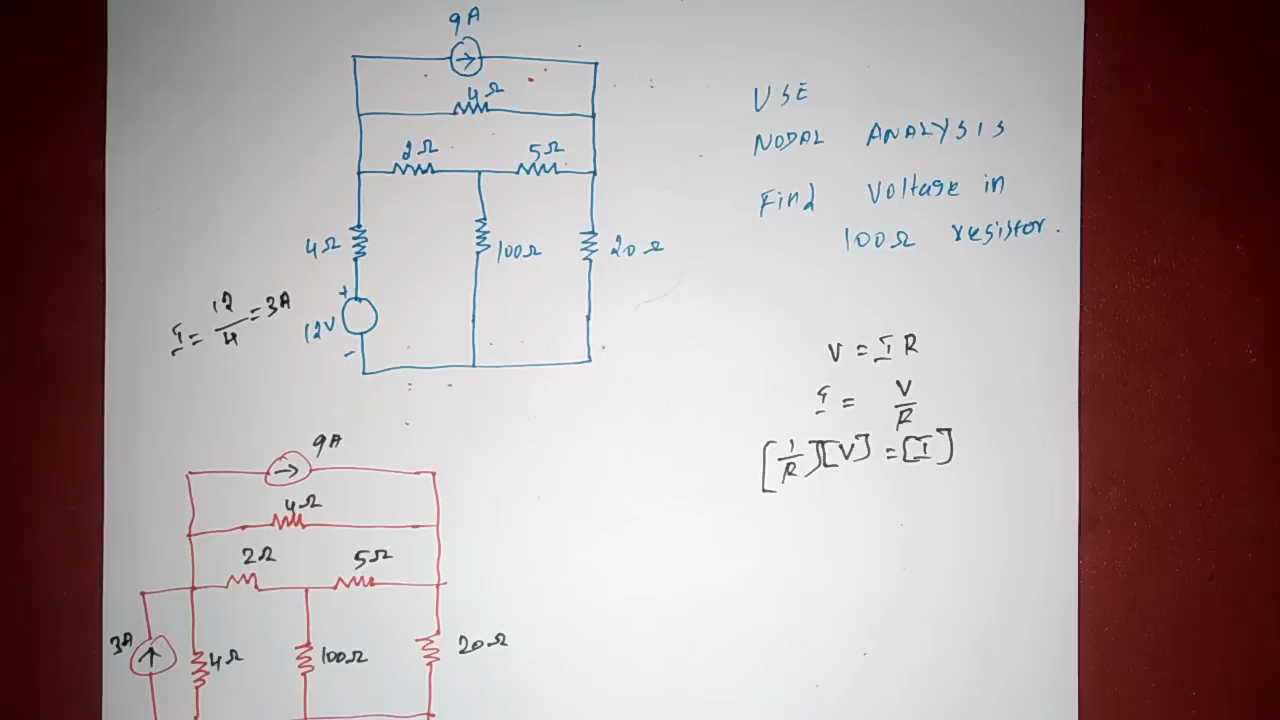 9A
4Ω
2Ω 5Ω
4Ω 100Ω 20Ω
+
12V
-
I = 12/4 = 3A
USE
NODAL ANALYSIS
Find Voltage in
100Ω resistor.
V = IR
I = V/R
[1/R][V] = [I]
9A
4Ω
2Ω 5Ω
3A 4Ω 100Ω 20Ω